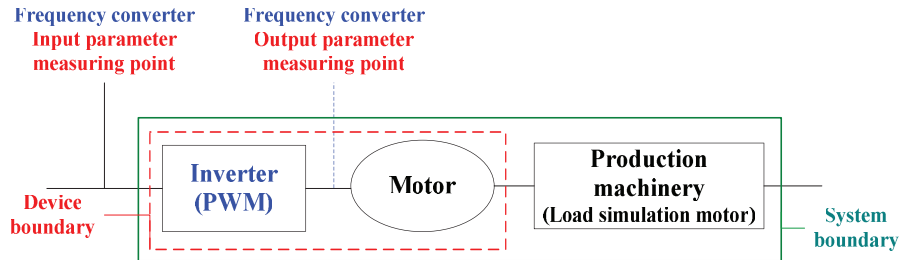 Frequency converter
Input parameter
measuring point
Frequency converter
Output parameter
measuring point
Inverter
(PWM)
Motor
Production
machinery
(Load simulation motor)
Device
boundary
System
boundary